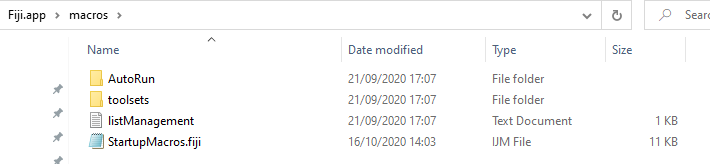 Fiji.app > macros Sear
Name Date modified Type Size
AutoRun 21/09/2020 17:07 File folder
toolsets 21/09/2020 17:07 File folder
listManagement 21/09/2020 17:07 Text Document 1 KB
StartupMacros.fiji 16/10/2020 14:03 IJM File 11 KB